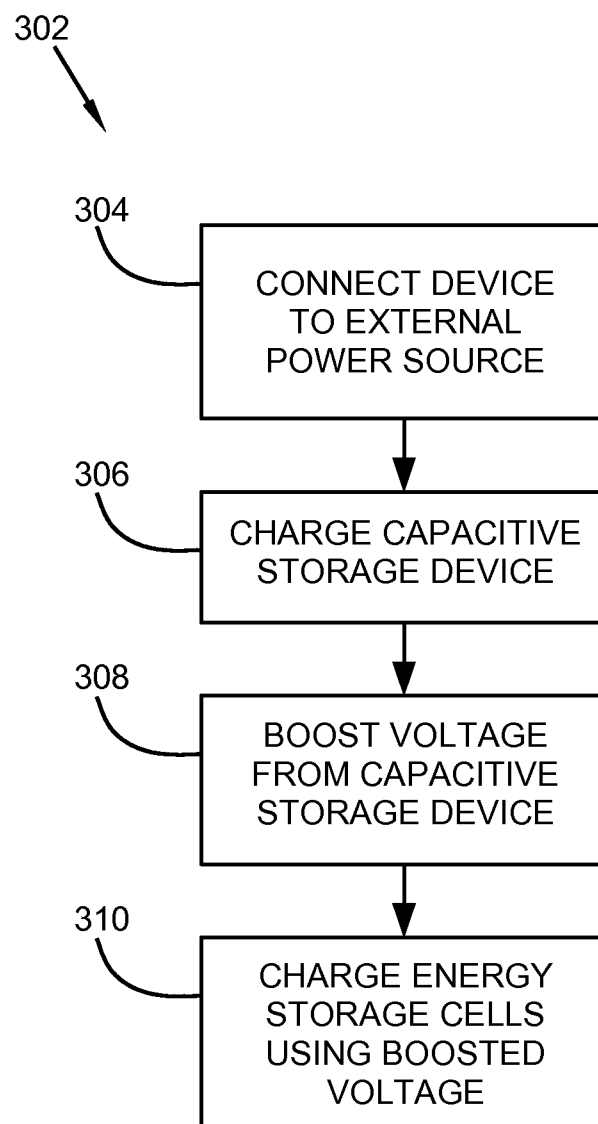 302
304
CONNECT DEVICE
TO EXTERNAL
POWER SOURCE
306
CHARGE CAPACITIVE
STORAGE DEVICE
308
BOOST VOLTAGE
FROM CAPACITIVE
STORAGE DEVICE
310
CHARGE ENERGY
STORAGE CELLS
USING BOOSTED
VOLTAGE